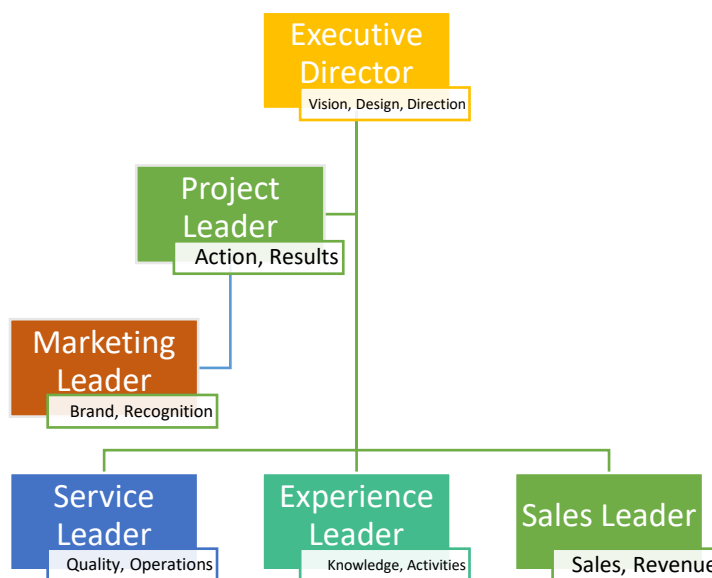 Executive
Director
Vision, Design, Direction
Project
Leader
Action, Results
Marketing
Leader
Brand, Recognition
Service
Leader
Quality, Operations
Experience
Leader
Knowledge, Activities
Sales Leader
Sales, Revenue